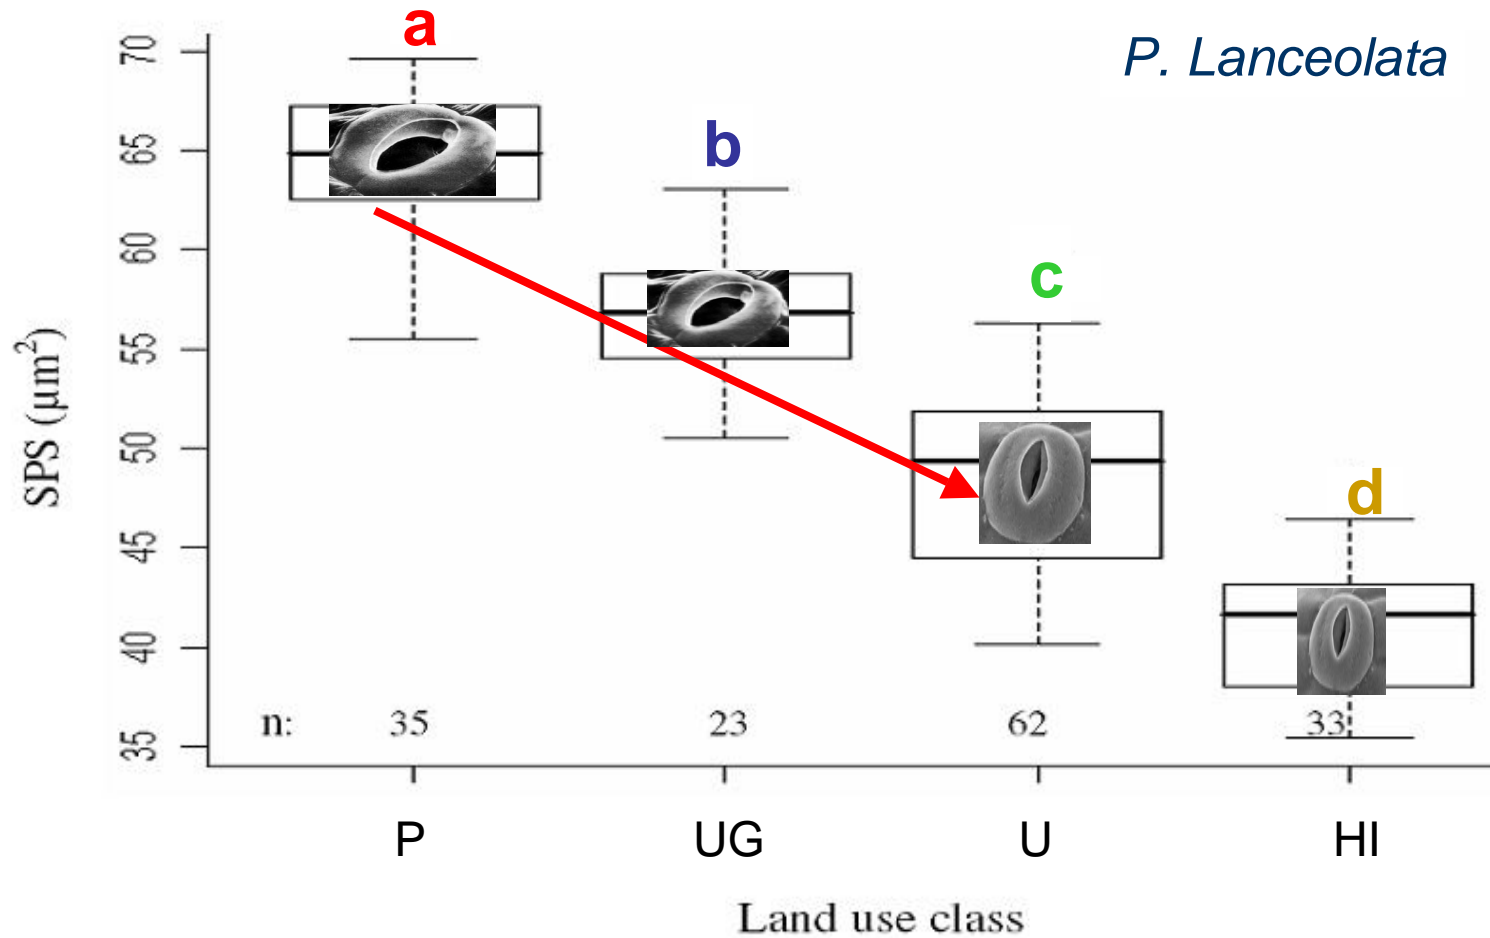 P. Lanceolata
a
b
c
d
SPS (µm²)
70
65
60
55
50
45
40
35
n: 35 23 62 33
P UG U HI
Land use class